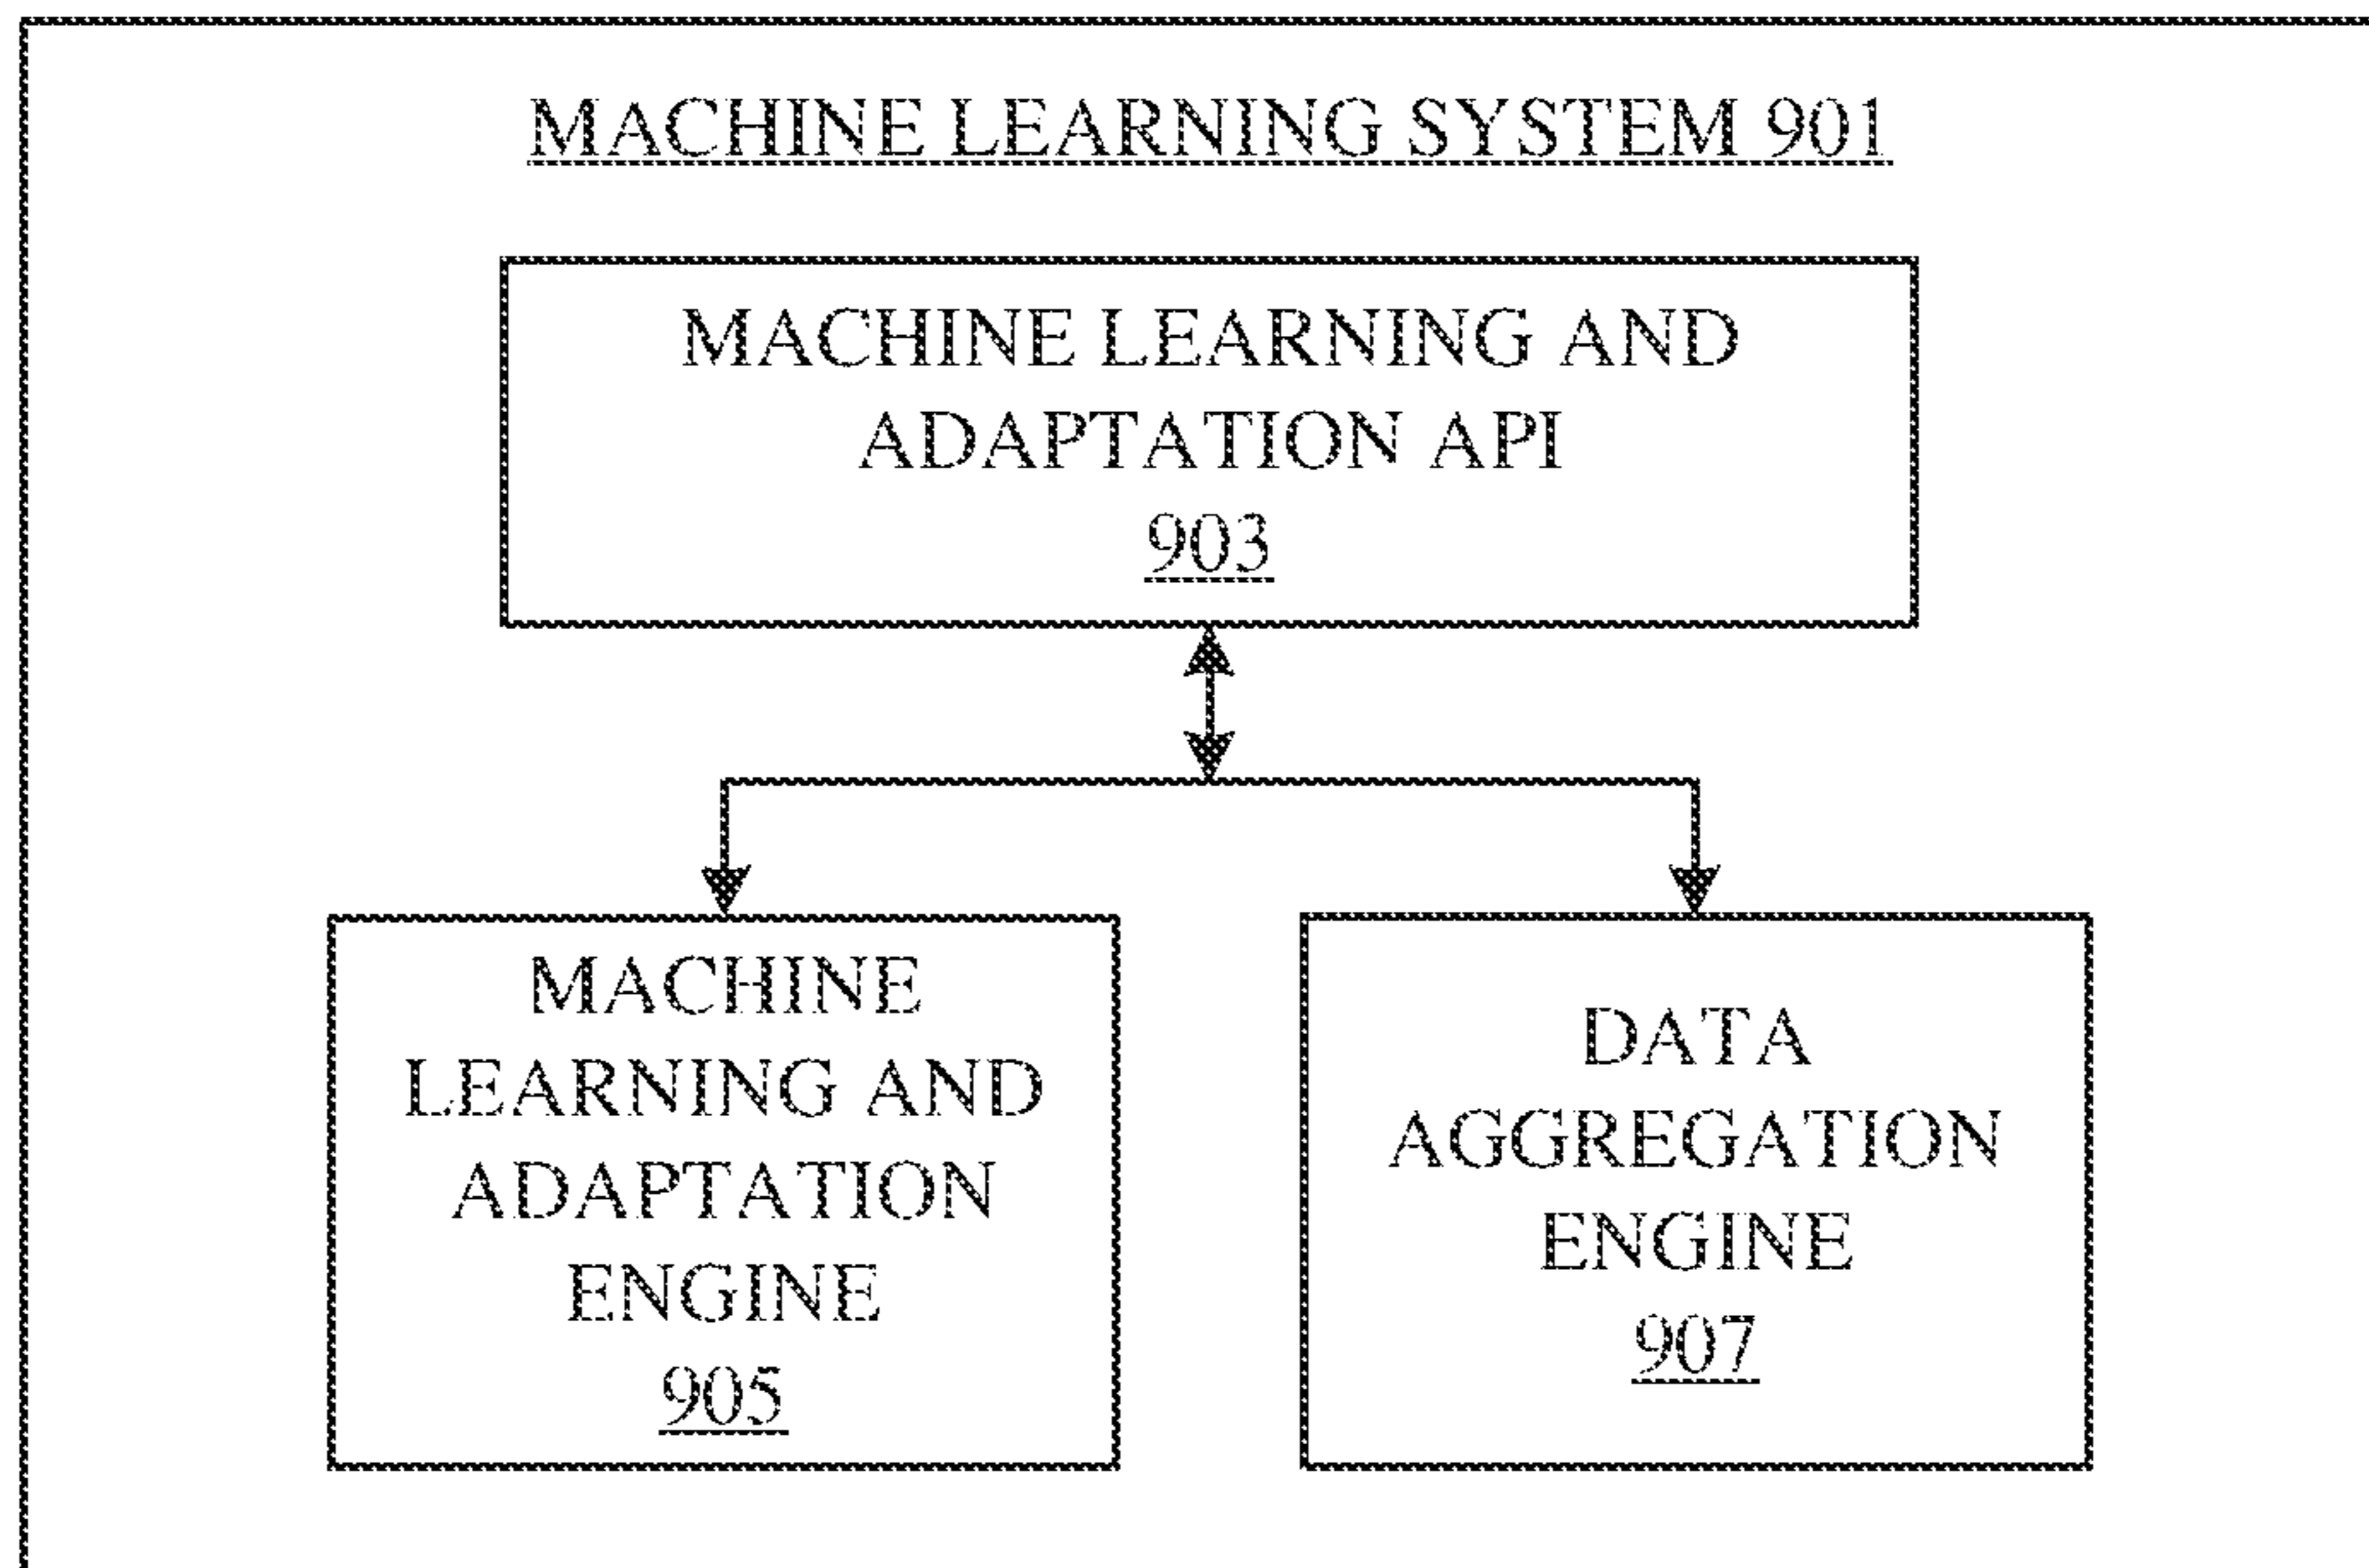 MACHINE LEARNING SYSTEM 901
MACHINE LEARNING AND
ADAPTATION API
903
MACHINE
LEARNING AND
ADAPTATION
ENGINE
905
DATA
AGGREGATION
ENGINE
907